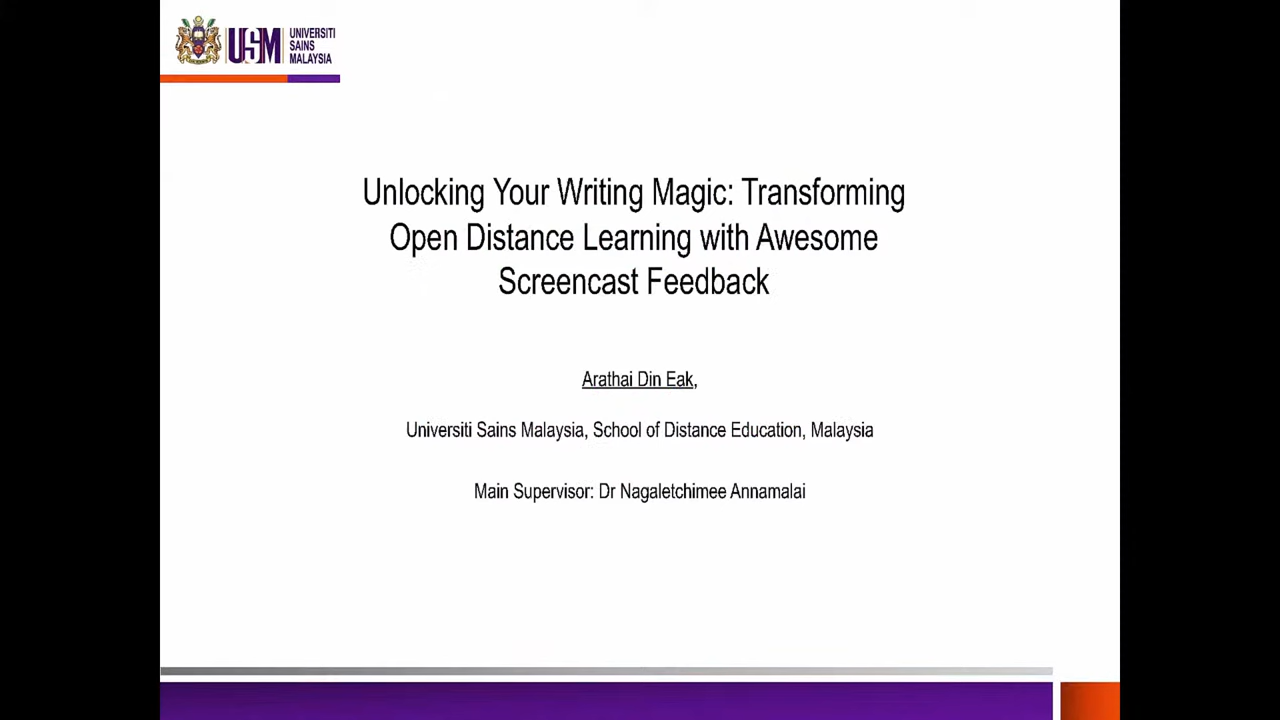 USM
UNIVERSITI
SAINS
MALAYSIA
Unlocking Your Writing Magic: Transforming
Open Distance Learning with Awesome
Screencast Feedback
Arathai Din Eak,
Universiti Sains Malaysia, School of Distance Education, Malaysia
Main Supervisor: Dr Nagaletchimee Annamalai